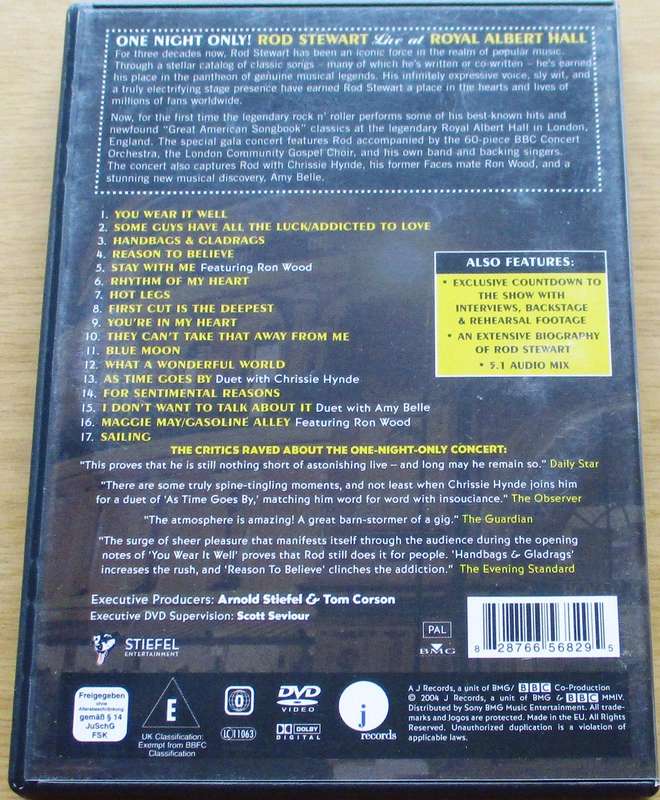 ONE NIGHT ONLY! ROD STEWART Live at ROYAL ALBERT HALL
For three decades now, Rod Stewart has been an iconic force in the realm of popular music.
Through a stellar catalog of classic songs – many of which he's written or co-written – he's earned
his place in the pantheon of genuine musical legends. His infinitely expressive voice, sly wit, and
a truly electrifying stage presence have earned Rod Stewart a place in the hearts and lives of
millions of fans worldwide.
Now, for the first time the legendary rock n' roller performs some of his best-known hits and
newfound "Great American Songbook" classics at the legendary Royal Albert Hall in London,
England. The special gala concert features Rod accompanied by the 60-piece BBC Concert
Orchestra, the London Community Gospel Choir, and his own band and backing singers.
The concert also captures Rod with Chrissie Hynde, his former Faces mate Ron Wood, and a
stunning new musical discovery, Amy Belle.
1. YOU WEAR IT WELL
2. SOME GUYS HAVE ALL THE LUCK/ADDICTED TO LOVE
3. HANDBAGS & GLADRAGS
4. REASON TO BELIEVE
5. STAY WITH ME Featuring Ron Wood
6. RHYTHM OF MY HEART
7. HOT LEGS
8. FIRST CUT IS THE DEEPEST
9. YOU'RE IN MY HEART
10. THEY CAN'T TAKE THAT AWAY FROM ME
11. BLUE MOON
12. WHAT A WONDERFUL WORLD
13. AS TIME GOES BY Duet with Chrissie Hynde
14. FOR SENTIMENTAL REASONS
15. I DON'T WANT TO TALK ABOUT IT Duet with Amy Belle
16. MAGGIE MAY/GASOLINE ALLEY Featuring Ron Wood
17. SAILING
ALSO FEATURES:
• EXCLUSIVE COUNTDOWN TO
THE SHOW WITH
INTERVIEWS, BACKSTAGE
& REHEARSAL FOOTAGE
• AN EXTENSIVE BIOGRAPHY
OF ROD STEWART
• 5.1 AUDIO MIX
THE CRITICS RAVED ABOUT THE ONE-NIGHT-ONLY CONCERT:
"This proves that he is still nothing short of astonishing live – and long may he remain so." Daily Star
"There are some truly spine-tingling moments, and not least when Chrissie Hynde joins him
for a duet of 'As Time Goes By,' matching him word for word with insouciance." The Observer
"The atmosphere is amazing! A great barn-stormer of a gig." The Guardian
"The surge of sheer pleasure that manifests itself through the audience during the opening
notes of 'You Wear It Well' proves that Rod still does it for people. 'Handbags & Gladrags'
increases the rush, and 'Reason To Believe' clinches the addiction." The Evening Standard
Executive Producers: Arnold Stiefel & Tom Corson
Executive DVD Supervision: Scott Seviour
STIEFEL
ENTERTAINMENT
PAL
BMG
8 28766 56829 5
Freigegeben
ohne
Altersbeschränkung
gemäß § 14
JuSchG
FSK
E
UK Classification:
Exempt from BBFC
Classification
0
LC 11063
DVD
VIDEO
DOLBY
DIGITAL
j
records
A J Records, a unit of BMG/ BBC Co-Production
© 2004 J Records, a unit of BMG & BBC MMIV.
Distributed by Sony BMG Music Entertainment. All trade-
marks and logos are protected. Made in the EU. All Rights
Reserved. Unauthorized duplication is a violation of
applicable laws.